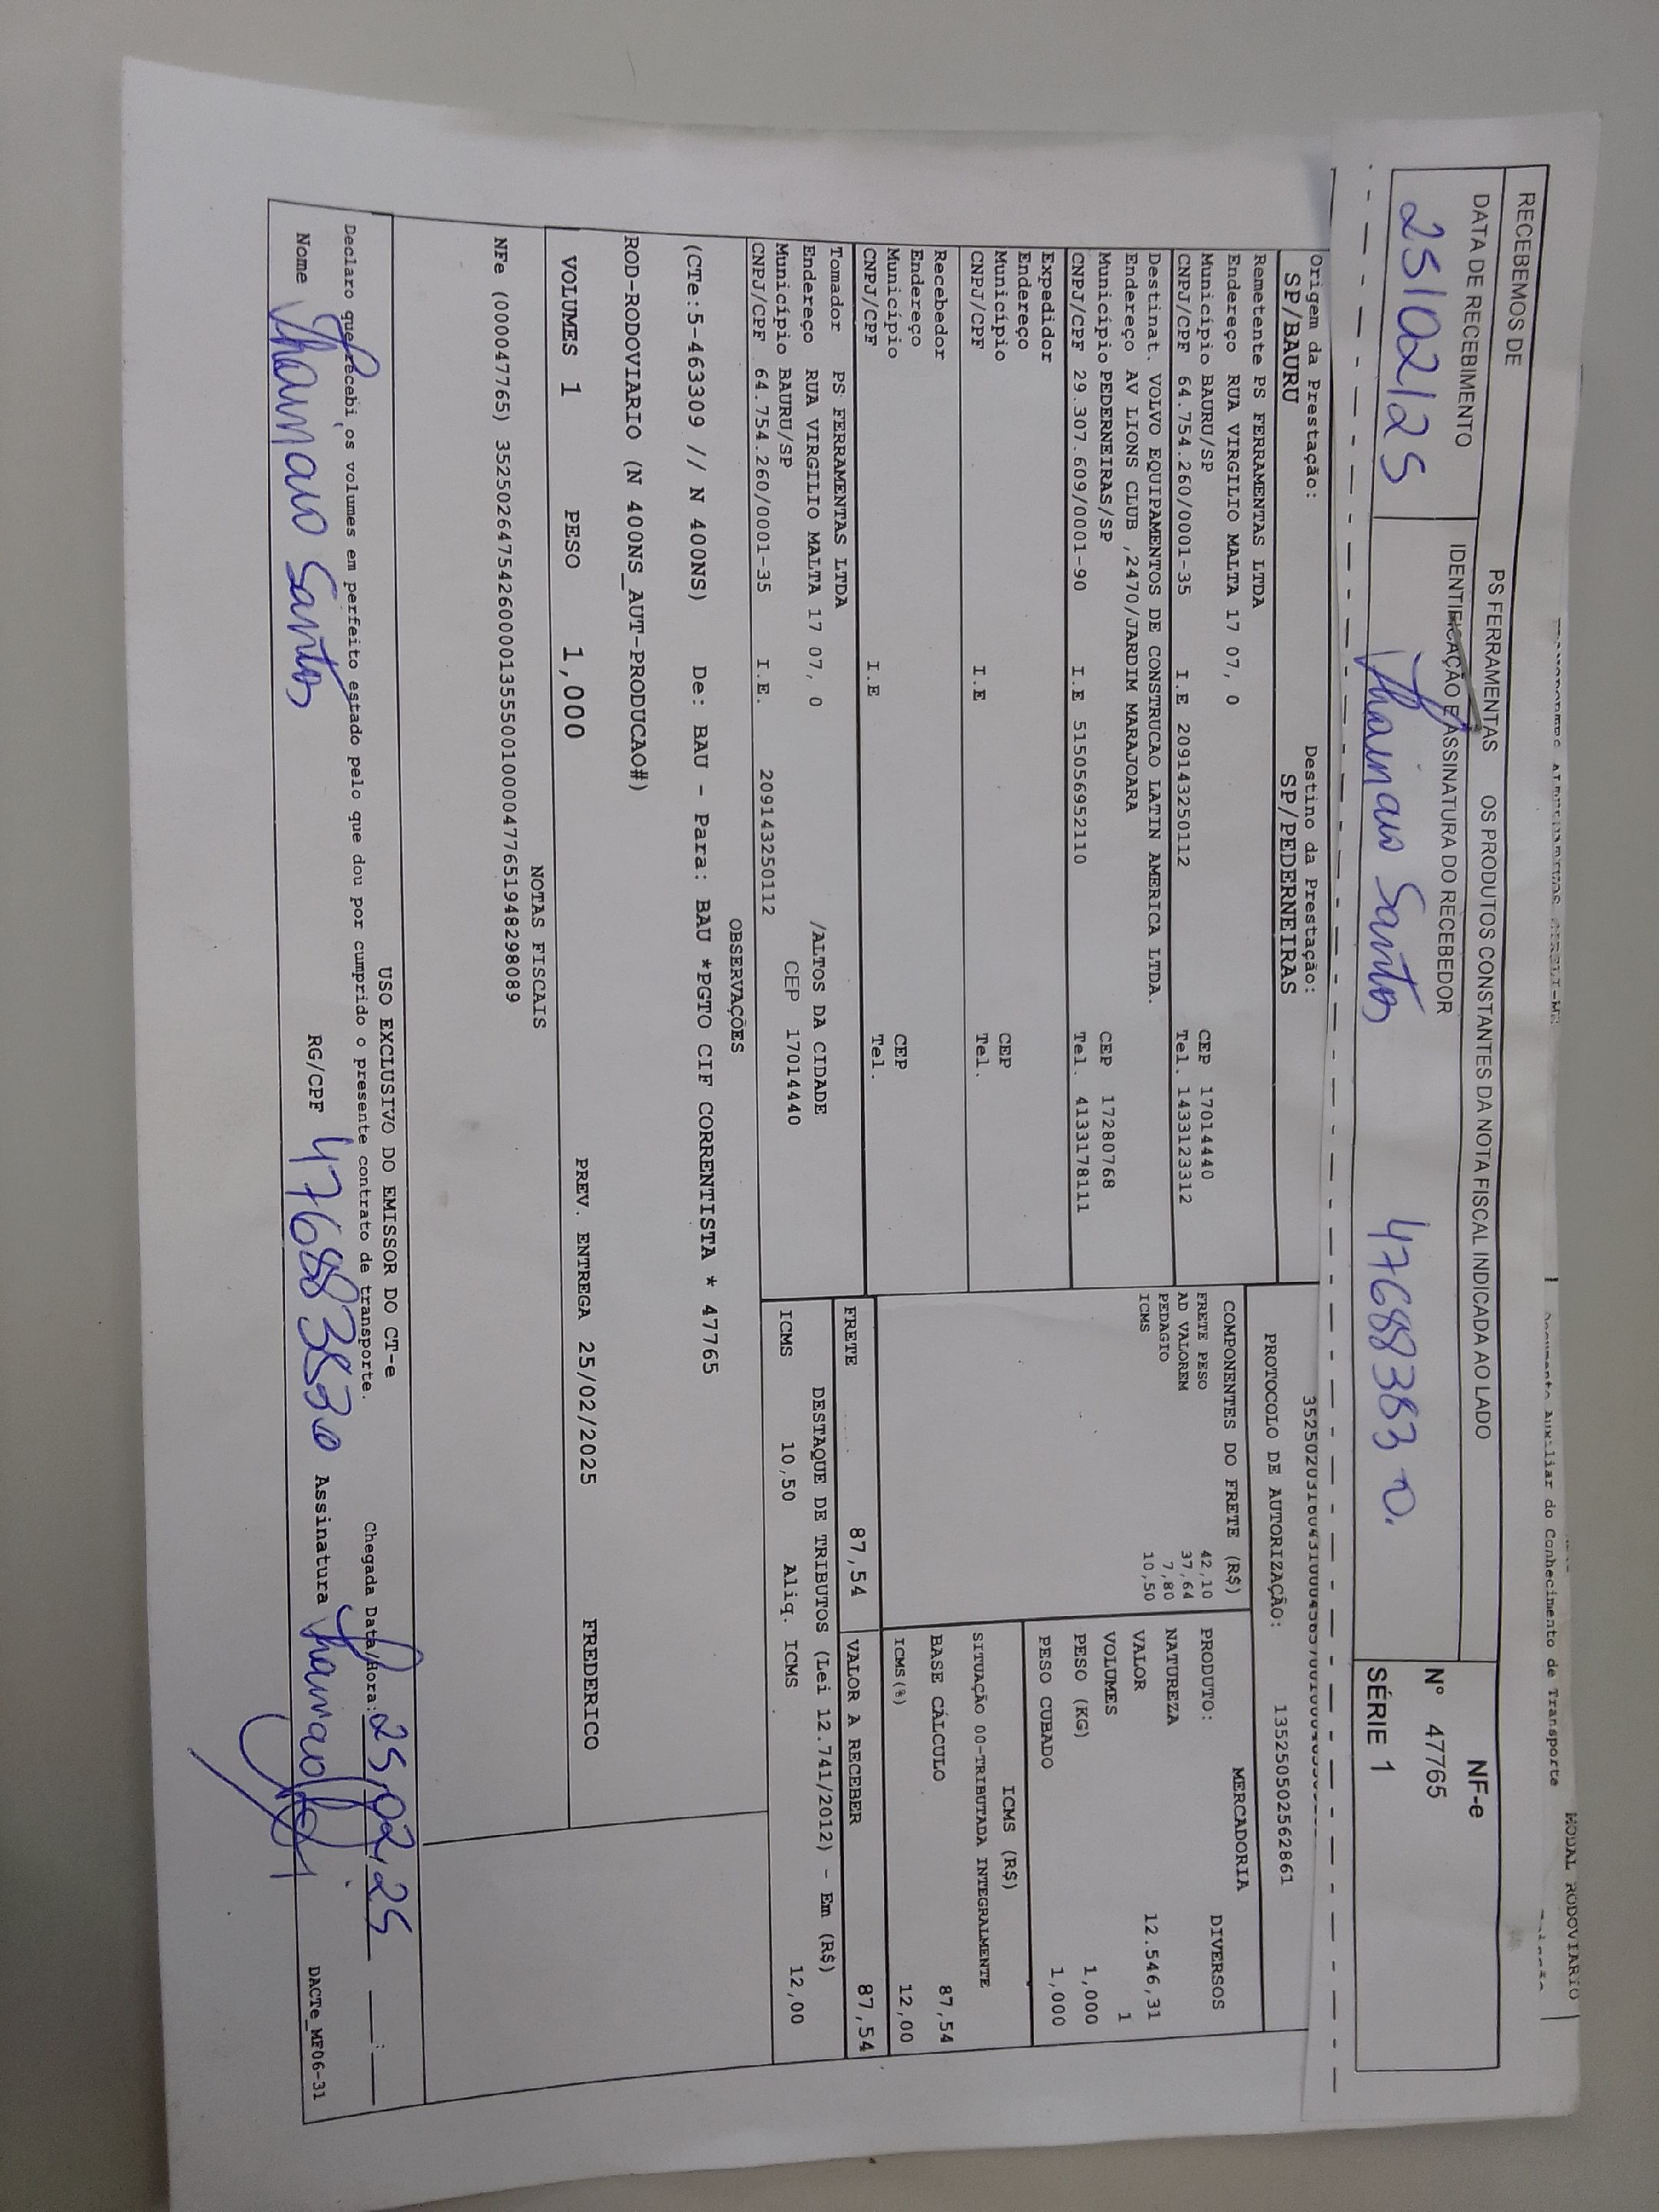 MODAL RODOVIARIO
Documento Auxiliar do Conhecimento de Transporte
RECEBEMOS DE PS FERRAMENTAS OS PRODUTOS CONSTANTES DA NOTA FISCAL INDICADA AO LADO
NF-e
Nº 47765
SÉRIE 1
DATA DE RECEBIMENTO
25/02/25
IDENTIFICAÇÃO E ASSINATURA DO RECEBEDOR
Santos 47688383 0.
Origem da Prestação:
SP/BAURU
Destino da Prestação:
SP/PEDERNEIRAS
PROTOCOLO DE AUTORIZAÇÃO: 135250502562861
Remetente PS FERRAMENTAS LTDA
Endereço RUA VIRGILIO MALTA 17 07, 0
Município BAURU/SP CEP 17014440
CNPJ/CPF 64.754.260/0001-35 I.E 209143250112 Tel. 1433123312
Destinat. VOLVO EQUIPAMENTOS DE CONSTRUCAO LATIN AMERICA LTDA.
Endereço AV LIONS CLUB ,2470/JARDIM MARAJOARA
Município PEDERNEIRAS/SP CEP 17280768
CNPJ/CPF 29.307.609/0001-90 I.E 515056952110 Tel. 4133178111
Expedidor
Endereço
Município CEP
CNPJ/CPF I.E Tel.
Recebedor
Endereço
Município CEP
CNPJ/CPF I.E Tel.
Tomador PS FERRAMENTAS LTDA
Endereço RUA VIRGILIO MALTA 17 07, 0 /ALTOS DA CIDADE
Município BAURU/SP CEP 17014440
CNPJ/CPF 64.754.260/0001-35 I.E. 209143250112
COMPONENTES DO FRETE (R$)
FRETE PESO 42,10
AD VALOREM 37,64
PEDAGIO 7,80
ICMS 10,50
MERCADORIA
PRODUTO: DIVERSOS
NATUREZA
VALOR 12.546,31
VOLUMES 1
PESO (KG) 1,000
PESO CUBADO 1,000
ICMS (R$)
SITUAÇÃO 00-TRIBUTADA INTEGRALMENTE
BASE CÁLCULO 87,54
ICMS(%) 12,00
FRETE 87,54 VALOR A RECEBER 87,54
DESTAQUE DE TRIBUTOS (Lei 12.741/2012) - Em (R$)
ICMS 10,50 Aliq. ICMS 12,00
OBSERVAÇÕES
(CTe:5-463309 // N 400NS) De: BAU - Para: BAU *PGTO CIF CORRENTISTA * 47765
ROD-RODOVIARIO (N 400NS_AUT-PRODUCAO#)
VOLUMES 1 PESO 1,000 PREV. ENTREGA 25/02/2025 FREDERICO
NOTAS FISCAIS
NFe (000047765) 35250264754260000135550010000477651948298089
USO EXCLUSIVO DO EMISSOR DO CT-e
Declaro que recebi os volumes em perfeito estado pelo que dou por cumprido o presente contrato de transporte.
Chegada Data/Hora: 25/02/25 __:__
Nome Santos RG/CPF 47688383 0 Assinatura
DACTe_MF06-31